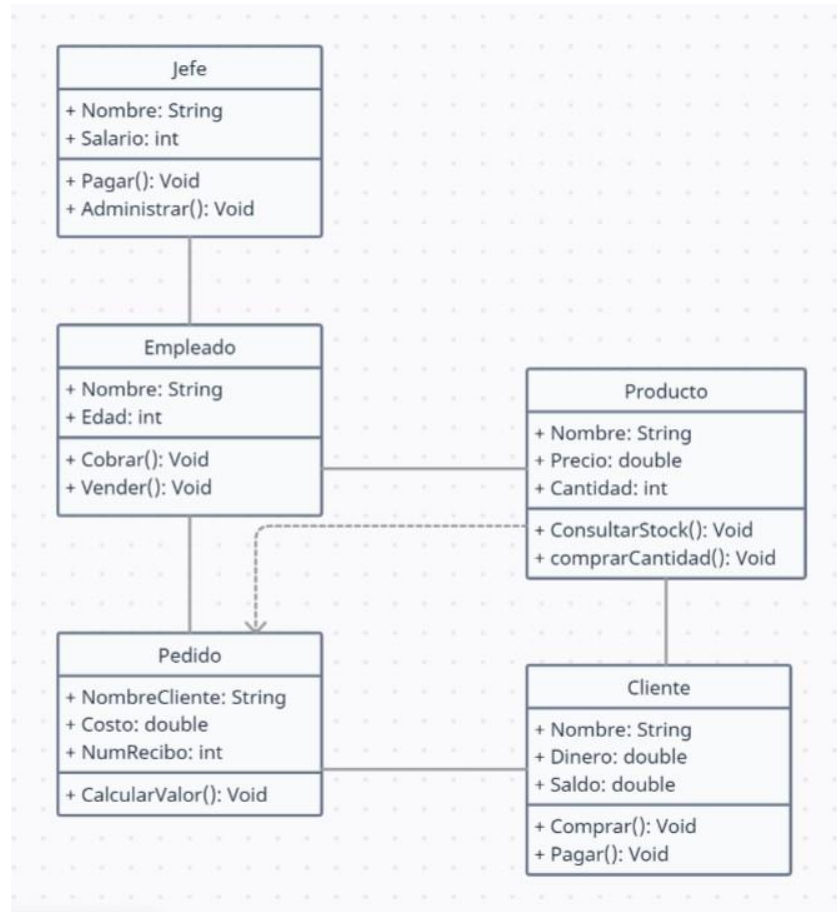 Jefe
+ Nombre: String
+ Salario: int
+ Pagar(): Void
+ Administrar(): Void
Empleado
+ Nombre: String
+ Edad: int
+ Cobrar(): Void
+ Vender(): Void
Producto
+ Nombre: String
+ Precio: double
+ Cantidad: int
+ ConsultarStock(): Void
+ comprarCantidad(): Void
Pedido
+ NombreCliente: String
+ Costo: double
+ NumRecibo: int
+ CalcularValor(): Void
Cliente
+ Nombre: String
+ Dinero: double
+ Saldo: double
+ Comprar(): Void
+ Pagar(): Void